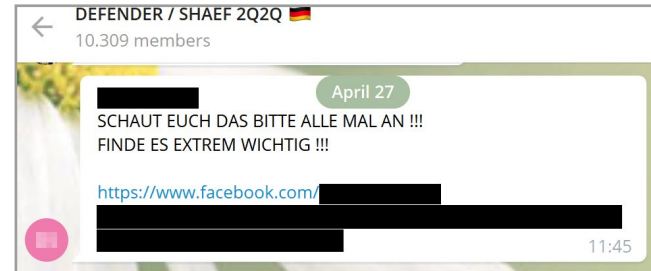 DEFENDER / SHAEF 2Q2Q 🇩🇪
10.309 members
April 27
SCHAUT EUCH DAS BITTE ALLE MAL AN !!!
FINDE ES EXTREM WICHTIG !!!
https://www.facebook.com/
11:45